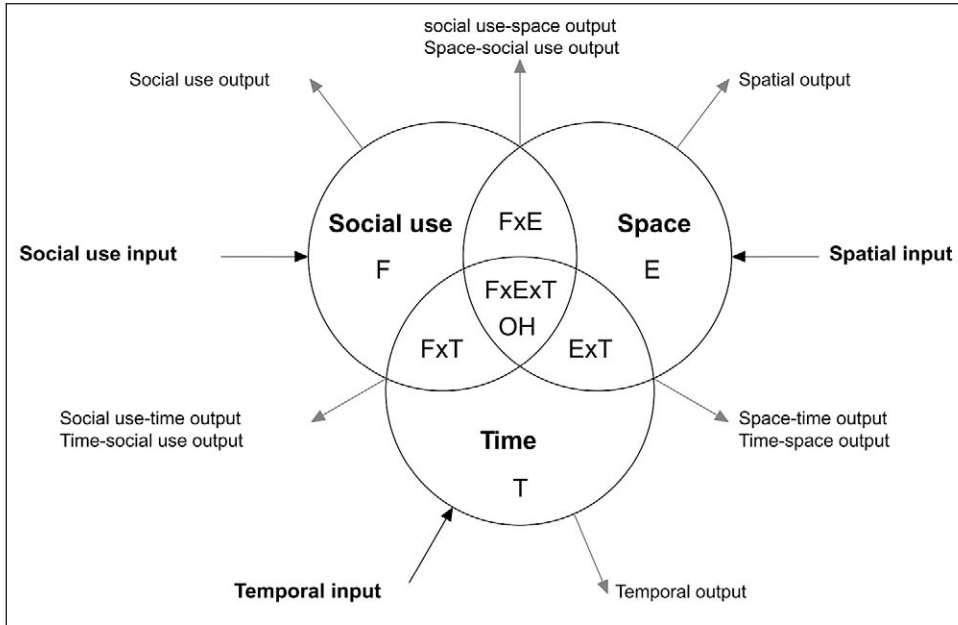 social use-space output
Space-social use output
Social use output
Spatial output
Social use
F
FxE
Space
E
Social use input
Spatial input
FxExT
OH
FxT
ExT
Social use-time output
Time-social use output
Space-time output
Time-space output
Time
T
Temporal input
Temporal output